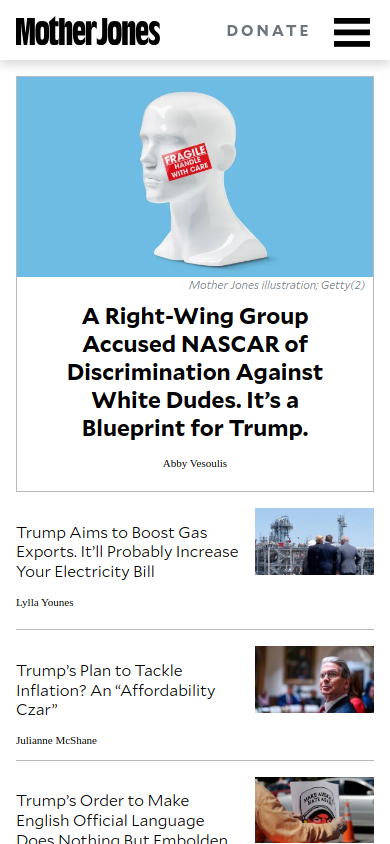 Mother Jones
DONATE
FRAGILE
HANDLE
WITH CARE
Mother Jones illustration; Getty(2)
A Right-Wing Group
Accused NASCAR of
Discrimination Against
White Dudes. It’s a
Blueprint for Trump.
Abby Vesoulis
Trump Aims to Boost Gas
Exports. It’ll Probably Increase
Your Electricity Bill
Lylla Younes
Trump’s Plan to Tackle
Inflation? An “Affordability
Czar”
Julianne McShane
Trump’s Order to Make
English Official Language
Does Nothing But Embolden